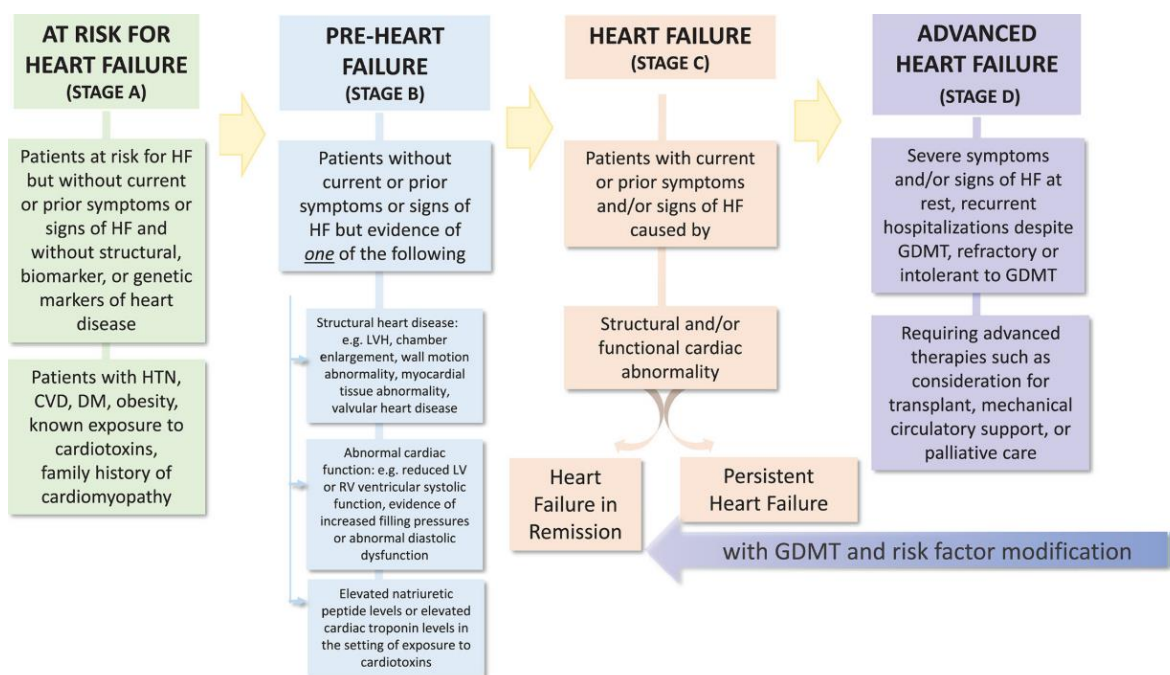 AT RISK FOR
HEART FAILURE
(STAGE A)
Patients at risk for HF
but without current
or prior symptoms or
signs of HF and
without structural,
biomarker, or genetic
markers of heart
disease
Patients with HTN,
CVD, DM, obesity,
known exposure to
cardiotoxins,
family history of
cardiomyopathy
PRE-HEART
FAILURE
(STAGE B)
Patients without
current or prior
symptoms or signs of
HF but evidence of
one of the following
Structural heart disease:
e.g. LVH, chamber
enlargement, wall motion
abnormality, myocardial
tissue abnormality,
valvular heart disease
Abnormal cardiac
function: e.g. reduced LV
or RV ventricular systolic
function, evidence of
increased filling pressures
or abnormal diastolic
dysfunction
Elevated natriuretic
peptide levels or elevated
cardiac troponin levels in
the setting of exposure to
cardiotoxins
HEART FAILURE
(STAGE C)
Patients with current
or prior symptoms
and/or signs of HF
caused by
Structural and/or
functional cardiac
abnormality
Heart
Failure in
Remission
Persistent
Heart Failure
with GDMT and risk factor modification
ADVANCED
HEART FAILURE
(STAGE D)
Severe symptoms
and/or signs of HF at
rest, recurrent
hospitalizations despite
GDMT, refractory or
intolerant to GDMT
Requiring advanced
therapies such as
consideration for
transplant, mechanical
circulatory support, or
palliative care